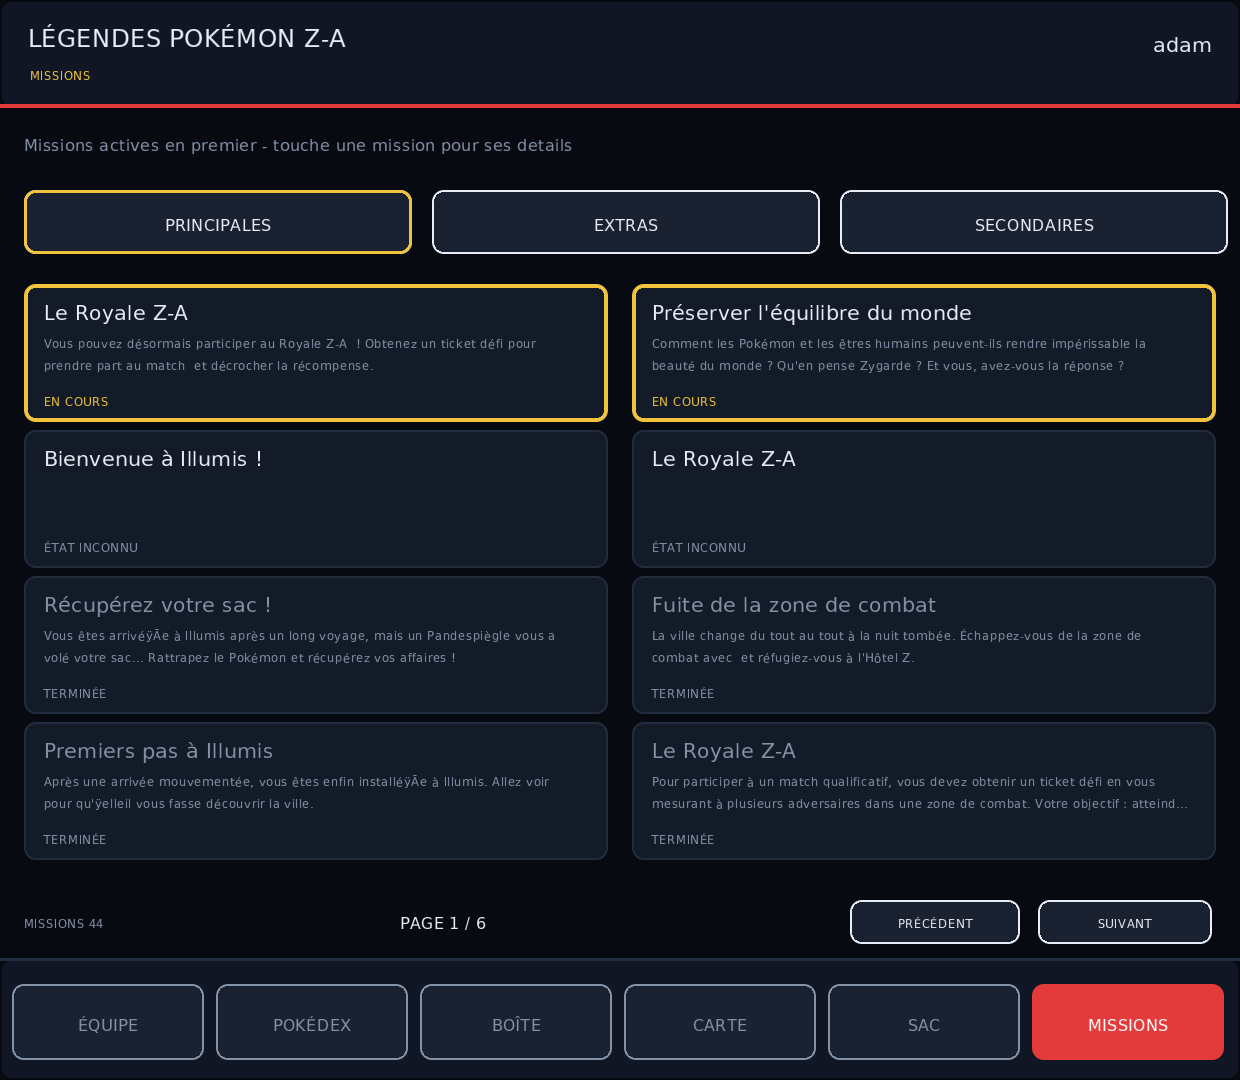 LÉGENDES POKÉMON Z-A
adam
MISSIONS
Missions actives en premier - touche une mission pour ses details
PRINCIPALES
EXTRAS
SECONDAIRES
Le Royale Z-A
Vous pouvez désormais participer au Royale Z-A  ! Obtenez un ticket défi pour
prendre part au match  et décrocher la récompense.
EN COURS
Préserver l'équilibre du monde
Comment les Pokémon et les êtres humains peuvent-ils rendre impérissable la
beauté du monde ? Qu'en pense Zygarde ? Et vous, avez-vous la réponse ?
EN COURS
Bienvenue à Illumis !
ÉTAT INCONNU
Le Royale Z-A
ÉTAT INCONNU
Récupérez votre sac !
Vous êtes arrivéÿÃe à Illumis après un long voyage, mais un Pandespiègle vous a
volé votre sac... Rattrapez le Pokémon et récupérez vos affaires !
TERMINÉE
Fuite de la zone de combat
La ville change du tout au tout à la nuit tombée. Échappez-vous de la zone de
combat avec  et réfugiez-vous à l'Hôtel Z.
TERMINÉE
Premiers pas à Illumis
Après une arrivée mouvementée, vous êtes enfin installéÿÃe à Illumis. Allez voir
pour qu'ÿelleil vous fasse découvrir la ville.
TERMINÉE
Le Royale Z-A
Pour participer à un match qualificatif, vous devez obtenir un ticket défi en vous
mesurant à plusieurs adversaires dans une zone de combat. Votre objectif : atteind...
TERMINÉE
MISSIONS 44
PAGE 1 / 6
PRÉCÉDENT
SUIVANT
ÉQUIPE
POKÉDEX
BOÎTE
CARTE
SAC
MISSIONS